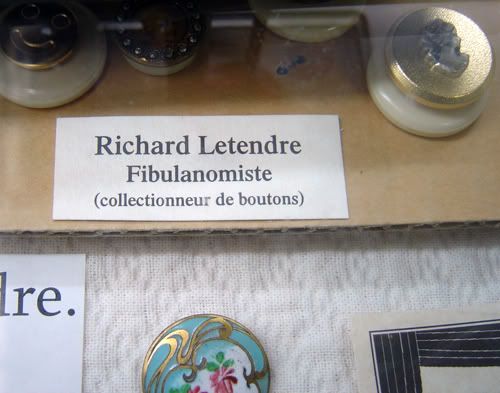 Richard Letendre
Fibulanomiste
(collectionneur de boutons)
dre.